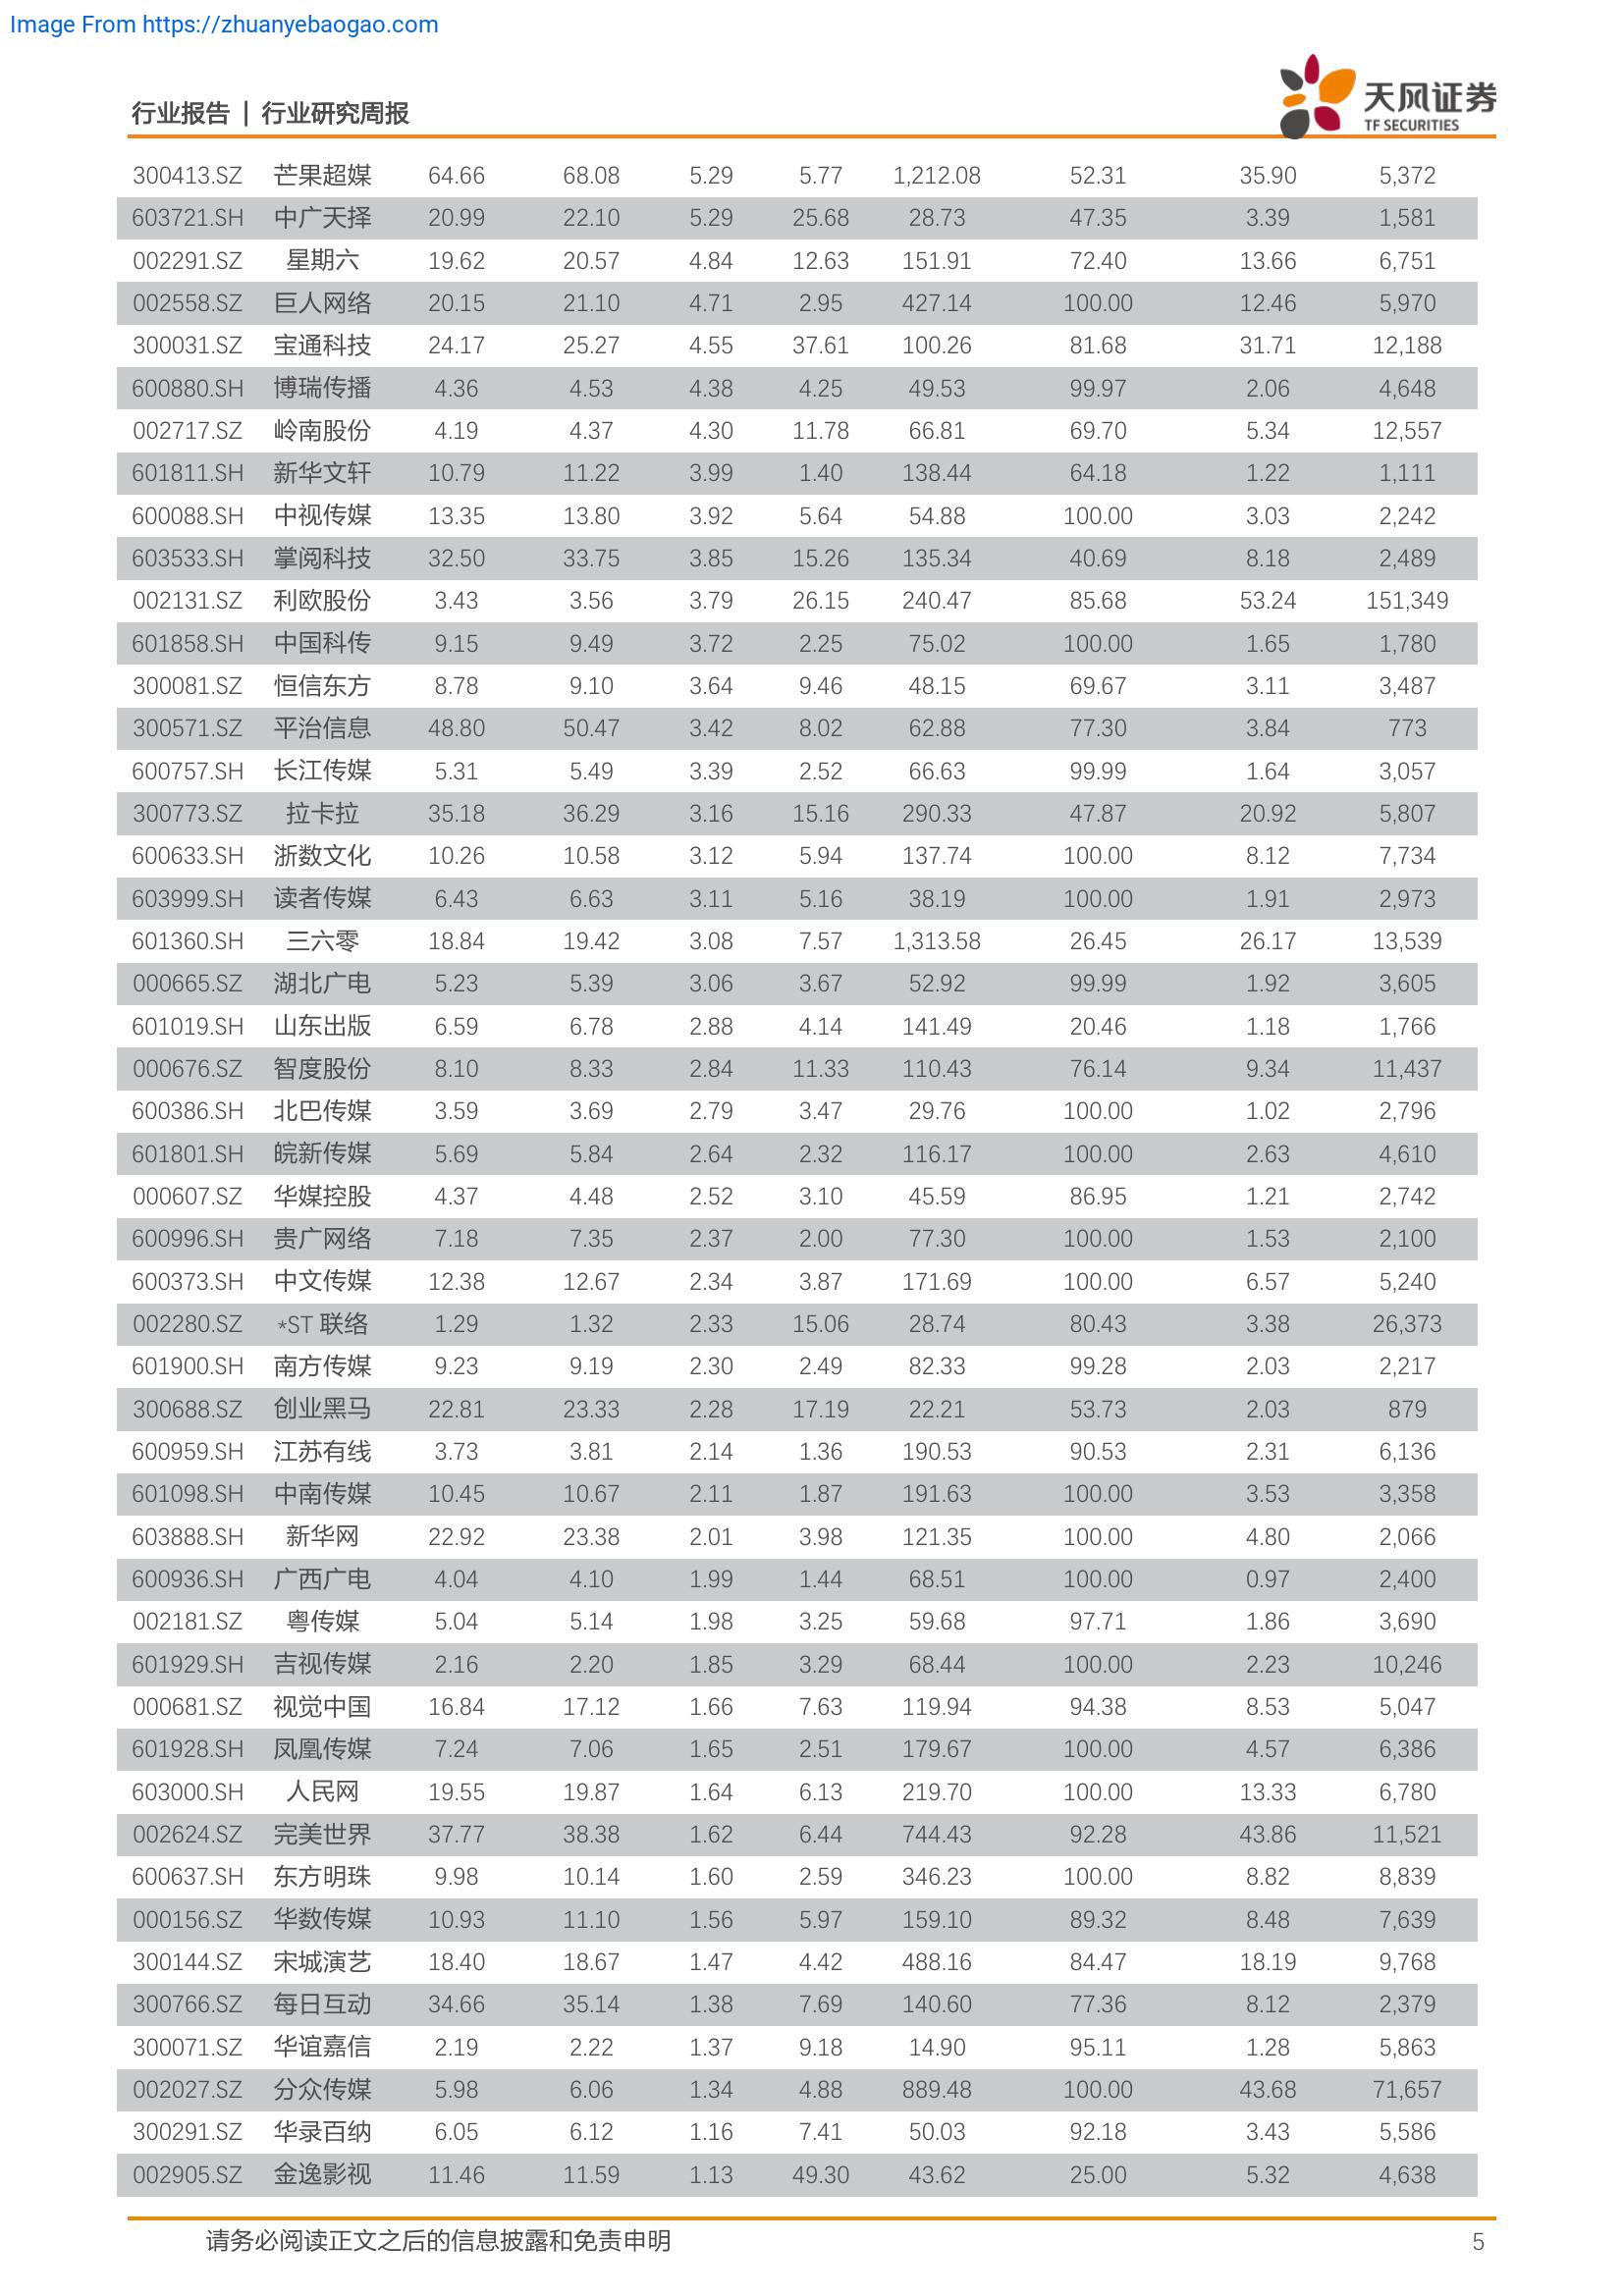 Image From https://zhuanyebaogao.com
行业报告 | 行业研究周报
天风证券
TF SECURITIES
300413.SZ 芒果超媒 64.66 68.08 5.29 5.77 1,212.08 52.31 35.90 5,372
603721.SH 中广天择 20.99 22.10 5.29 25.68 28.73 47.35 3.39 1,581
002291.SZ 星期六 19.62 20.57 4.84 12.63 151.91 72.40 13.66 6,751
002558.SZ 巨人网络 20.15 21.10 4.71 2.95 427.14 100.00 12.46 5,970
300031.SZ 宝通科技 24.17 25.27 4.55 37.61 100.26 81.68 31.71 12,188
600880.SH 博瑞传播 4.36 4.53 4.38 4.25 49.53 99.97 2.06 4,648
002717.SZ 岭南股份 4.19 4.37 4.30 11.78 66.81 69.70 5.34 12,557
601811.SH 新华文轩 10.79 11.22 3.99 1.40 138.44 64.18 1.22 1,111
600088.SH 中视传媒 13.35 13.80 3.92 5.64 54.88 100.00 3.03 2,242
603533.SH 掌阅科技 32.50 33.75 3.85 15.26 135.34 40.69 8.18 2,489
002131.SZ 利欧股份 3.43 3.56 3.79 26.15 240.47 85.68 53.24 151,349
601858.SH 中国科传 9.15 9.49 3.72 2.25 75.02 100.00 1.65 1,780
300081.SZ 恒信东方 8.78 9.10 3.64 9.46 48.15 69.67 3.11 3,487
300571.SZ 平治信息 48.80 50.47 3.42 8.02 62.88 77.30 3.84 773
600757.SH 长江传媒 5.31 5.49 3.39 2.52 66.63 99.99 1.64 3,057
300773.SZ 拉卡拉 35.18 36.29 3.16 15.16 290.33 47.87 20.92 5,807
600633.SH 浙数文化 10.26 10.58 3.12 5.94 137.74 100.00 8.12 7,734
603999.SH 读者传媒 6.43 6.63 3.11 5.16 38.19 100.00 1.91 2,973
601360.SH 三六零 18.84 19.42 3.08 7.57 1,313.58 26.45 26.17 13,539
000665.SZ 湖北广电 5.23 5.39 3.06 3.67 52.92 99.99 1.92 3,605
601019.SH 山东出版 6.59 6.78 2.88 4.14 141.49 20.46 1.18 1,766
000676.SZ 智度股份 8.10 8.33 2.84 11.33 110.43 76.14 9.34 11,437
600386.SH 北巴传媒 3.59 3.69 2.79 3.47 29.76 100.00 1.02 2,796
601801.SH 皖新传媒 5.69 5.84 2.64 2.32 116.17 100.00 2.63 4,610
000607.SZ 华媒控股 4.37 4.48 2.52 3.10 45.59 86.95 1.21 2,742
600996.SH 贵广网络 7.18 7.35 2.37 2.00 77.30 100.00 1.53 2,100
600373.SH 中文传媒 12.38 12.67 2.34 3.87 171.69 100.00 6.57 5,240
002280.SZ *ST 联络 1.29 1.32 2.33 15.06 28.74 80.43 3.38 26,373
601900.SH 南方传媒 9.23 9.19 2.30 2.49 82.33 99.28 2.03 2,217
300688.SZ 创业黑马 22.81 23.33 2.28 17.19 22.21 53.73 2.03 879
600959.SH 江苏有线 3.73 3.81 2.14 1.36 190.53 90.53 2.31 6,136
601098.SH 中南传媒 10.45 10.67 2.11 1.87 191.63 100.00 3.53 3,358
603888.SH 新华网 22.92 23.38 2.01 3.98 121.35 100.00 4.80 2,066
600936.SH 广西广电 4.04 4.10 1.99 1.44 68.51 100.00 0.97 2,400
002181.SZ 粤传媒 5.04 5.14 1.98 3.25 59.68 97.71 1.86 3,690
601929.SH 吉视传媒 2.16 2.20 1.85 3.29 68.44 100.00 2.23 10,246
000681.SZ 视觉中国 16.84 17.12 1.66 7.63 119.94 94.38 8.53 5,047
601928.SH 凤凰传媒 7.24 7.06 1.65 2.51 179.67 100.00 4.57 6,386
603000.SH 人民网 19.55 19.87 1.64 6.13 219.70 100.00 13.33 6,780
002624.SZ 完美世界 37.77 38.38 1.62 6.44 744.43 92.28 43.86 11,521
600637.SH 东方明珠 9.98 10.14 1.60 2.59 346.23 100.00 8.82 8,839
000156.SZ 华数传媒 10.93 11.10 1.56 5.97 159.10 89.32 8.48 7,639
300144.SZ 宋城演艺 18.40 18.67 1.47 4.42 488.16 84.47 18.19 9,768
300766.SZ 每日互动 34.66 35.14 1.38 7.69 140.60 77.36 8.12 2,379
300071.SZ 华谊嘉信 2.19 2.22 1.37 9.18 14.90 95.11 1.28 5,863
002027.SZ 分众传媒 5.98 6.06 1.34 4.88 889.48 100.00 43.68 71,657
300291.SZ 华录百纳 6.05 6.12 1.16 7.41 50.03 92.18 3.43 5,586
002905.SZ 金逸影视 11.46 11.59 1.13 49.30 43.62 25.00 5.32 4,638
请务必阅读正文之后的信息披露和免责申明 5